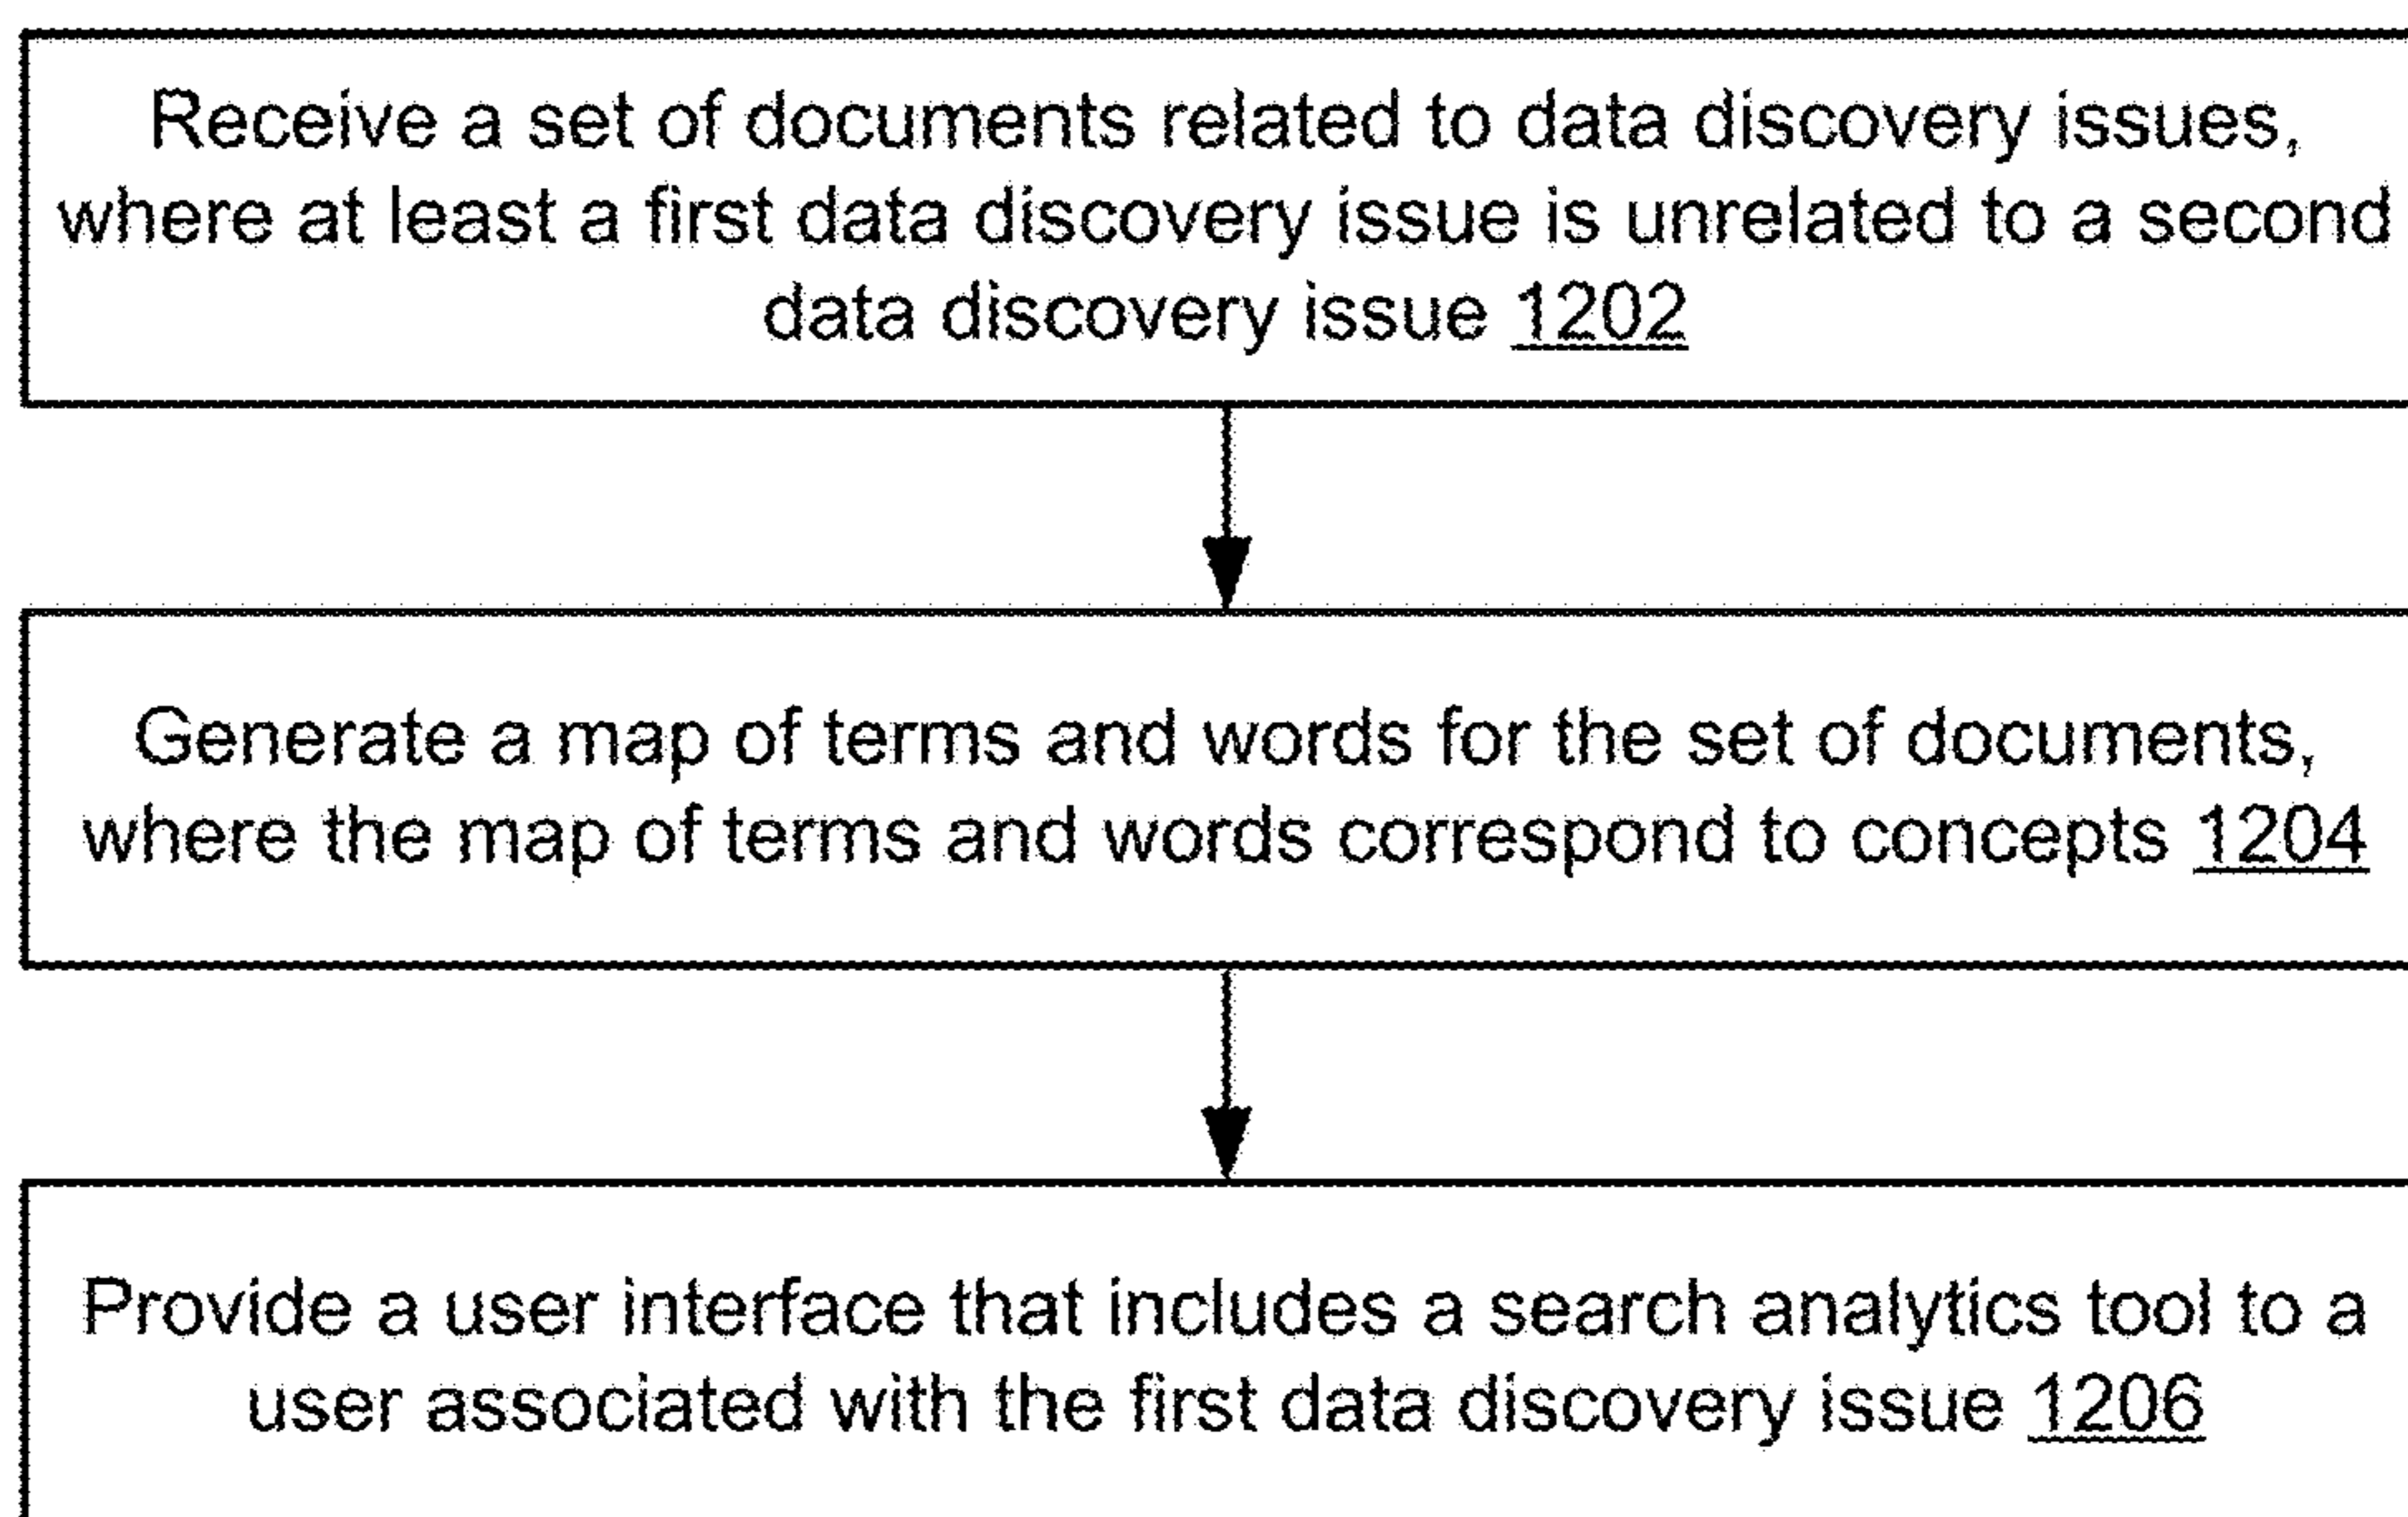 Receive a set of documents related to data discovery issues,
where at least a first data discovery issue is unrelated to a second
data discovery issue 1202
Generate a map of terms and words for the set of documents,
where the map of terms and words correspond to concepts 1204
Provide a user interface that includes a search analytics tool to a
user associated with the first data discovery issue 1206